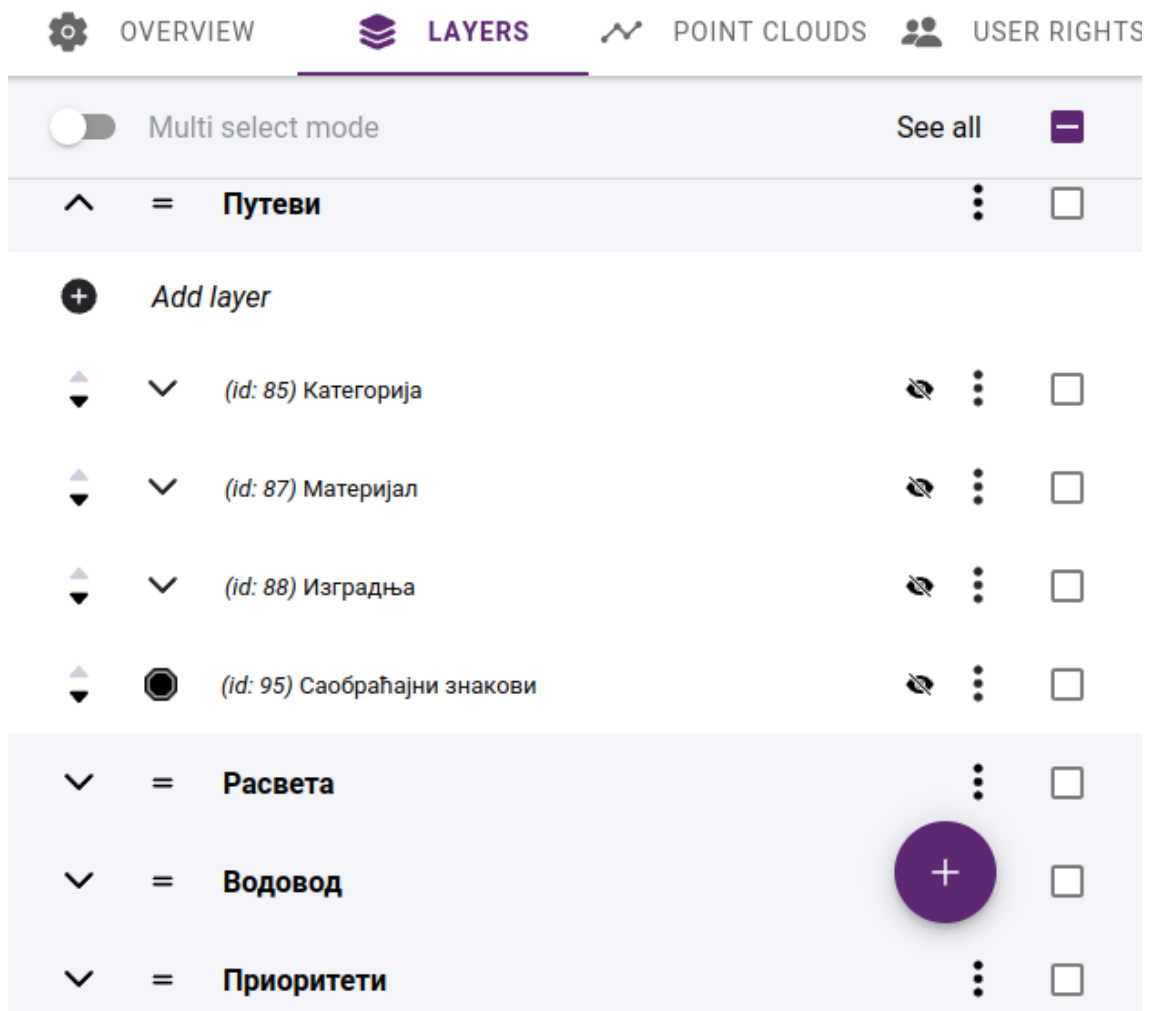 OVERVIEW LAYERS POINT CLOUDS USER RIGHTS
Multi select mode See all
Путеви
Add layer
(id: 85) Категорија
(id: 87) Материјал
(id: 88) Изградња
(id: 95) Саобраћајни знакови
Расвета
Водовод
Приоритети